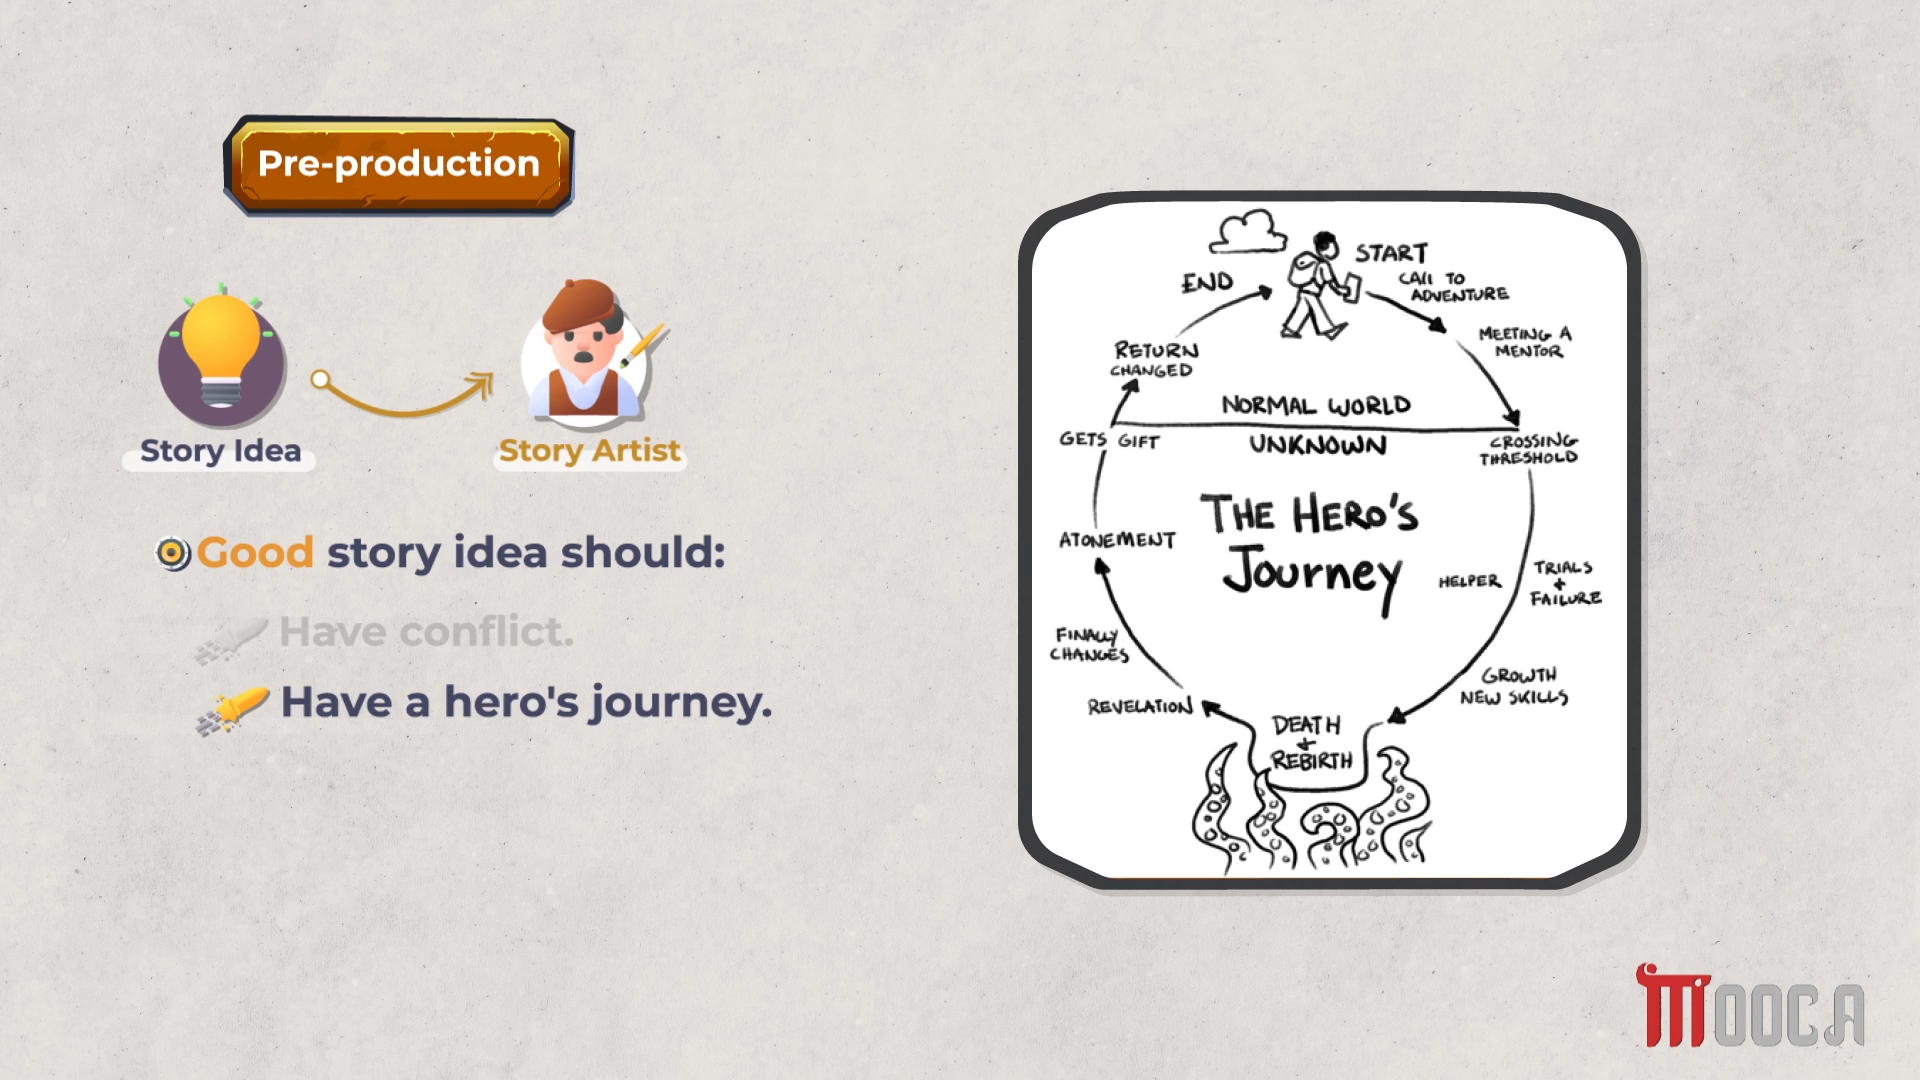 Pre-production
Story Idea
Story Artist
Good story idea should:
Have conflict.
Have a hero's journey.
START
CALL TO
ADVENTURE
END
MEETING A
MENTOR
RETURN
CHANGED
NORMAL WORLD
GETS GIFT
UNKNOWN
CROSSING
THRESHOLD
THE HERO'S
Journey
ATONEMENT
HELPER
TRIALS
+
FAILURE
FINALLY
CHANGES
GROWTH
NEW SKILLS
REVELATION
DEATH
+
REBIRTH
MOOCA